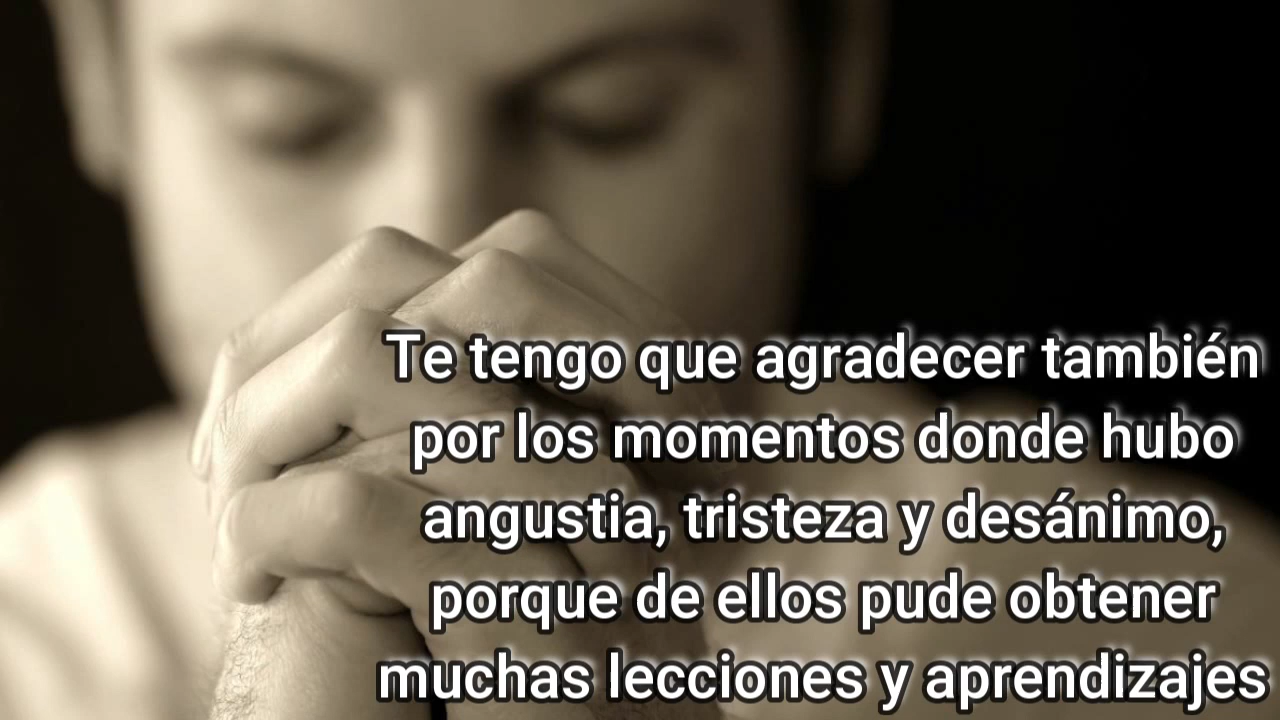 Te tengo que agradecer también
por los momentos donde hubo
angustia, tristeza y desánimo,
porque de ellos pude obtener
muchas lecciones y aprendizajes